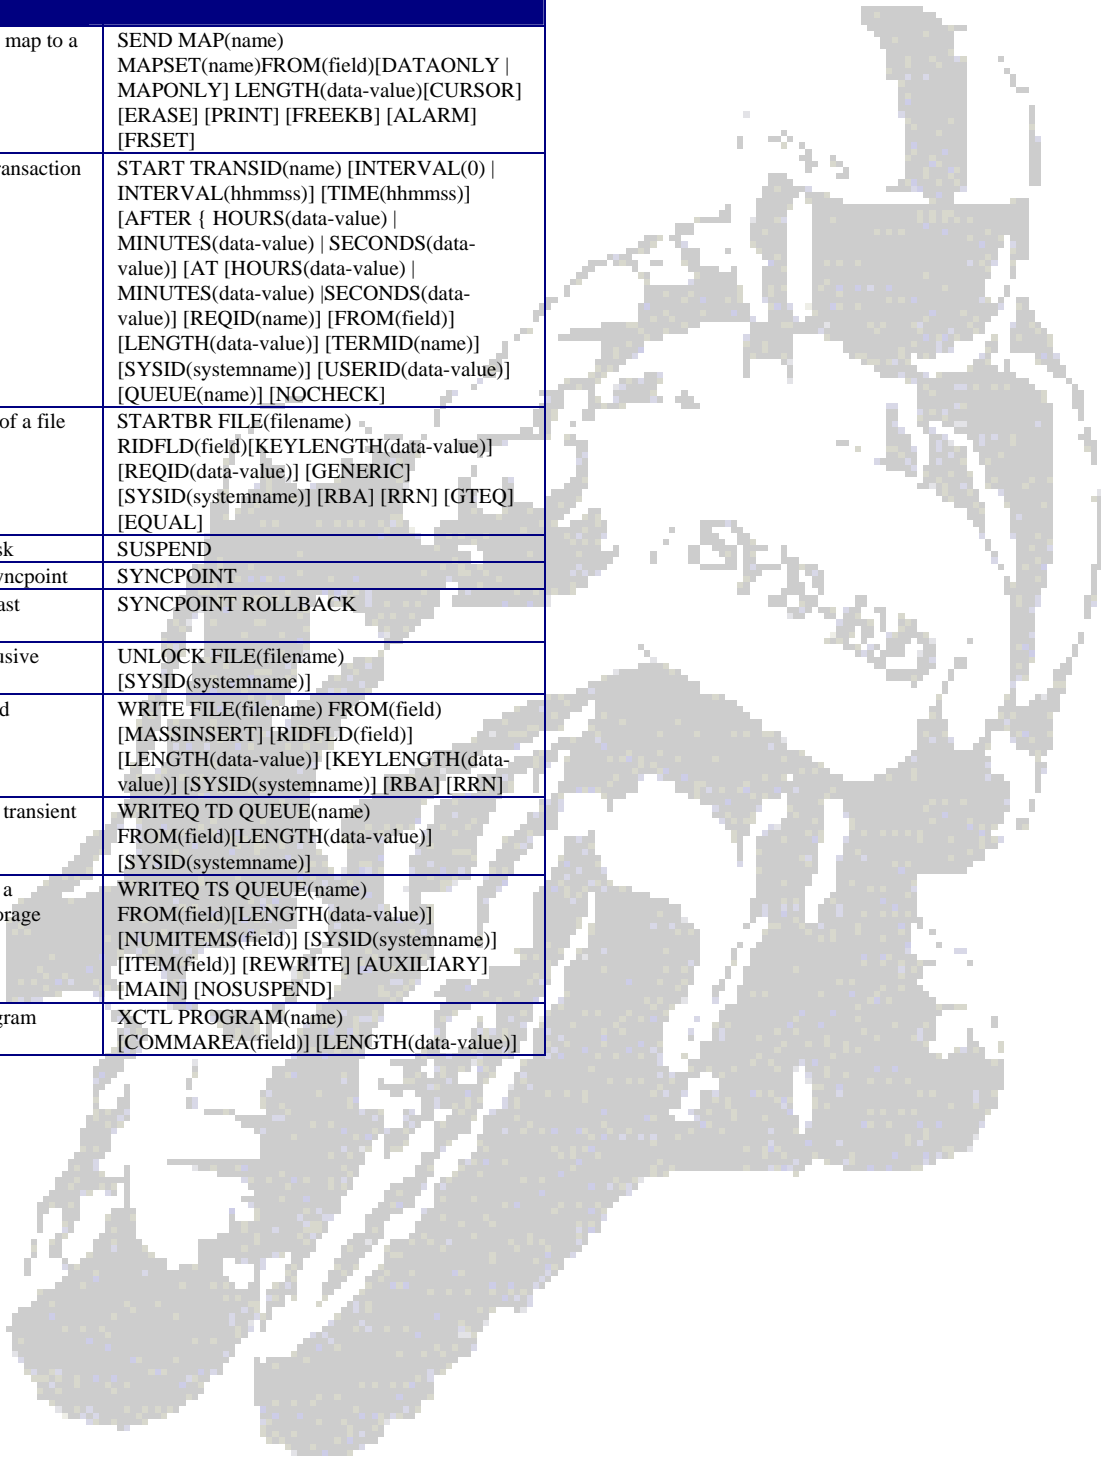 map to a
SEND MAP(name)
MAPSET(name)FROM(field)[DATAONLY |
MAPONLY] LENGTH(data-value)[CURSOR]
[ERASE] [PRINT] [FREEKB] [ALARM]
[FRSET]
ransaction
START TRANSID(name) [INTERVAL(0) |
INTERVAL(hhmmss)] [TIME(hhmmss)]
[AFTER { HOURS(data-value) |
MINUTES(data-value) | SECONDS(data-
value)] [AT [HOURS(data-value) |
MINUTES(data-value) |SECONDS(data-
value)] [REQID(name)] [FROM(field)]
[LENGTH(data-value)] [TERMID(name)]
[SYSID(systemname)] [USERID(data-value)]
[QUEUE(name)] [NOCHECK]
of a file
STARTBR FILE(filename)
RIDFLD(field)[KEYLENGTH(data-value)]
[REQID(data-value)] [GENERIC]
[SYSID(systemname)] [RBA] [RRN] [GTEQ]
[EQUAL]
sk
SUSPEND
yncpoint
SYNCPOINT
ast
SYNCPOINT ROLLBACK
usive
UNLOCK FILE(filename)
[SYSID(systemname)]
d
WRITE FILE(filename) FROM(field)
[MASSINSERT] [RIDFLD(field)]
[LENGTH(data-value)] [KEYLENGTH(data-
value)] [SYSID(systemname)] [RBA] [RRN]
transient
WRITEQ TD QUEUE(name)
FROM(field)[LENGTH(data-value)]
[SYSID(systemname)]
a
orage
WRITEQ TS QUEUE(name)
FROM(field)[LENGTH(data-value)]
[NUMITEMS(field)] [SYSID(systemname)]
[ITEM(field)] [REWRITE] [AUXILIARY]
[MAIN] [NOSUSPEND]
gram
XCTL PROGRAM(name)
[COMMAREA(field)] [LENGTH(data-value)]
SYS-ED